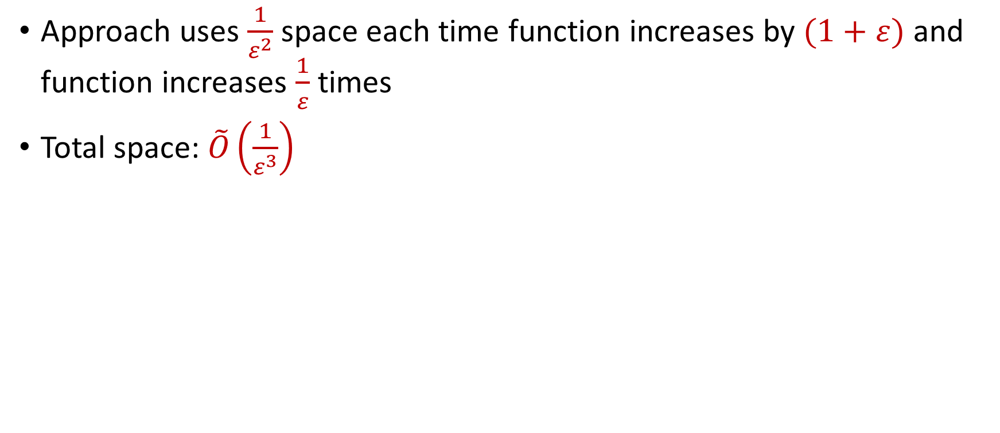 • Approach uses $\frac{1}{\varepsilon^2}$ space each time function increases by $(1 + \varepsilon)$ and
function increases $\frac{1}{\varepsilon}$ times
• Total space: $\tilde{O}\left(\frac{1}{\varepsilon^3}\right)$